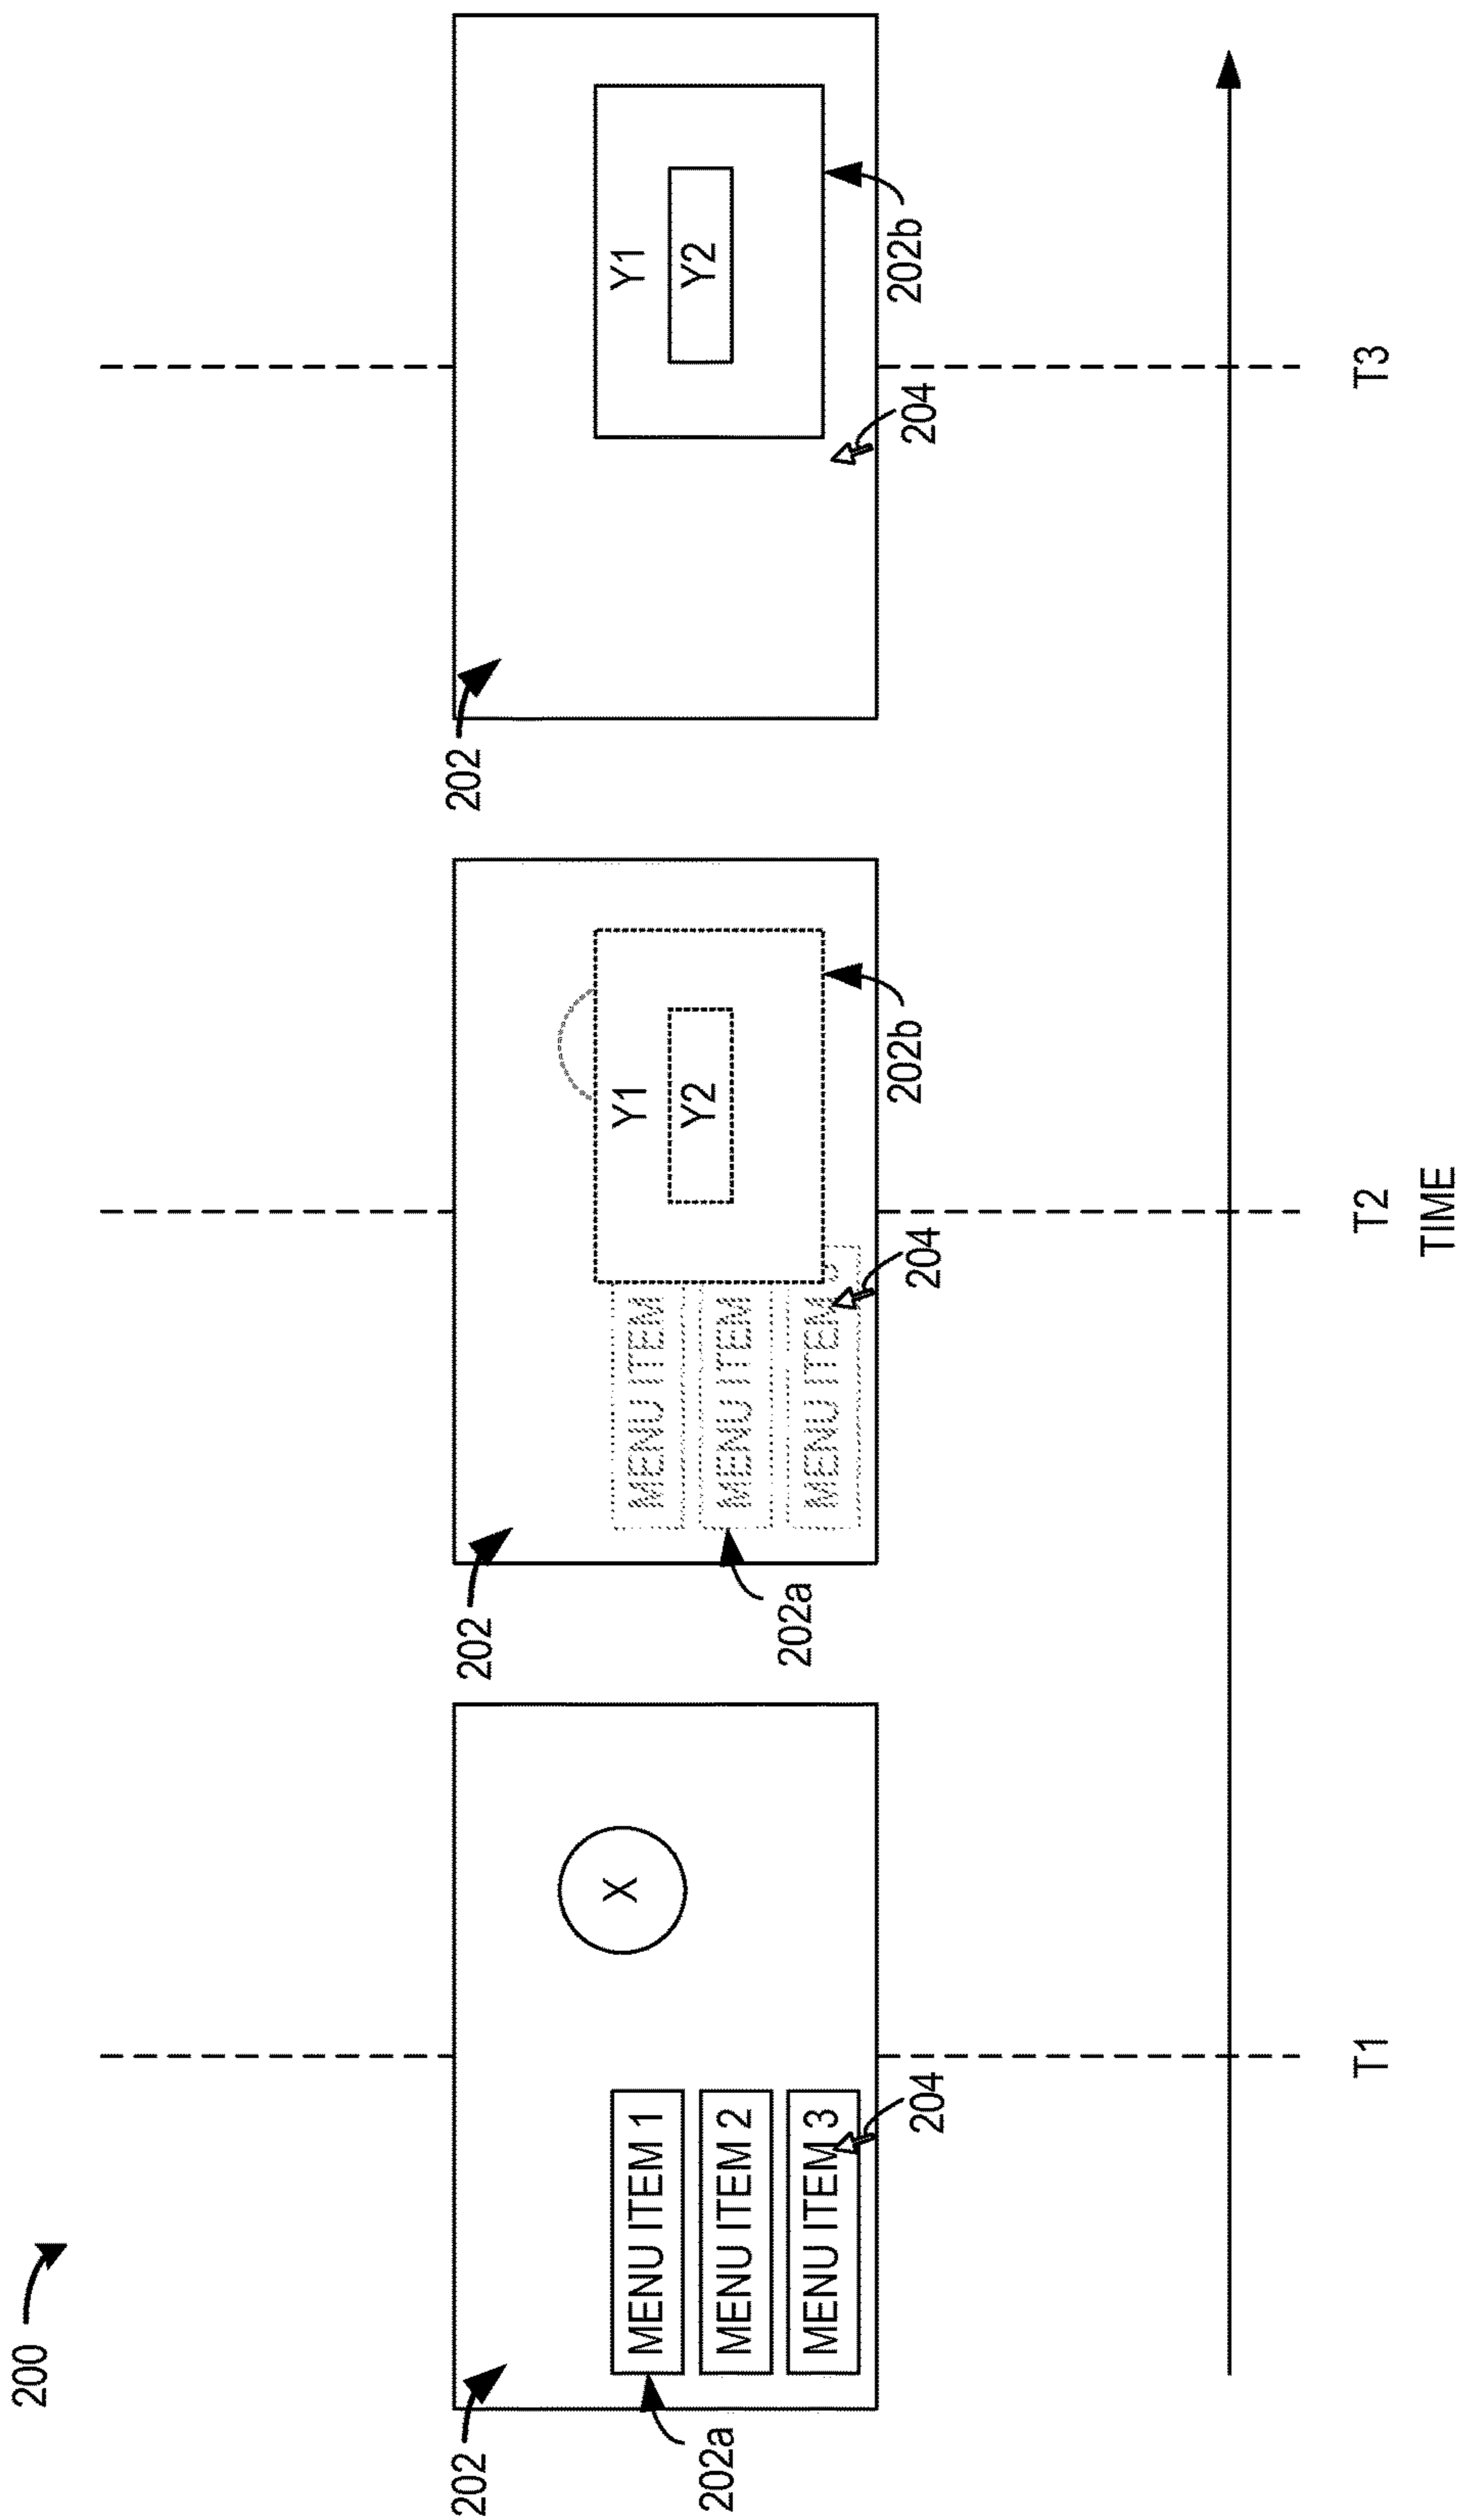 200
202
202a
MENU ITEM 1
MENU ITEM 2
MENU ITEM 3
X
204
202
202a
MENU ITEM
MENU ITEM
MENU ITEM
Y1
Y2
202b
204
202
Y1
Y2
202b
204
T1
T2
T3
TIME